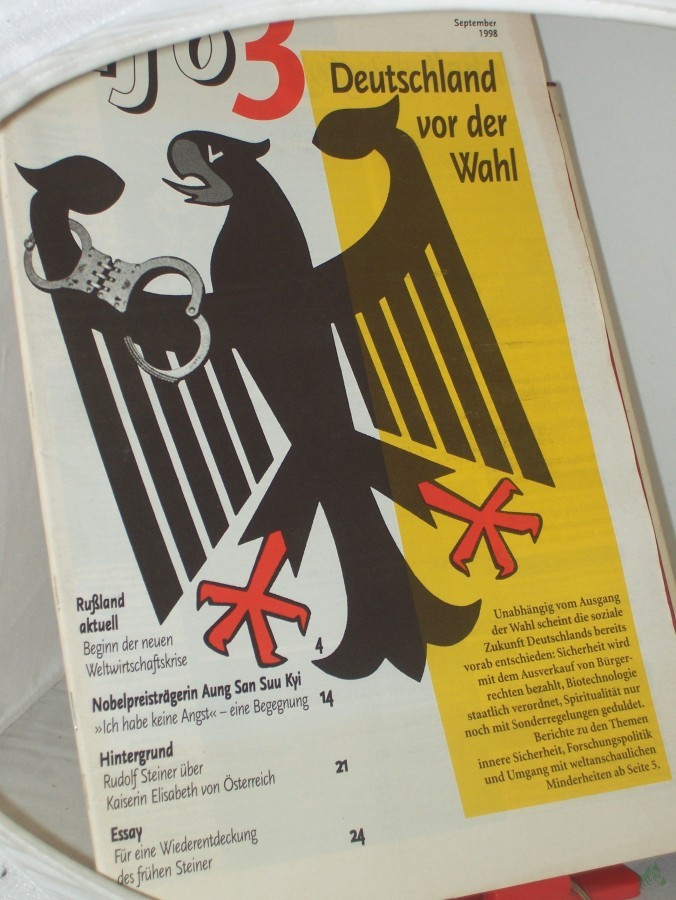 3
September
1998
Deutschland
vor der
Wahl
Rußland
aktuell
Beginn der neuen
Weltwirtschaftskrise 4
Nobelpreisträgerin Aung San Suu Kyi
»Ich habe keine Angst« – eine Begegnung 14
Hintergrund
Rudolf Steiner über
Kaiserin Elisabeth von Österreich 21
Essay
Für eine Wiederentdeckung
des frühen Steiner 24
Unabhängig vom Ausgang
der Wahl scheint die soziale
Zukunft Deutschlands bereits
vorab entschieden: Sicherheit wird
mit dem Ausverkauf von Bürger-
rechten bezahlt, Biotechnologie
staatlich verordnet, Spiritualität nur
noch mit Sonderregelungen geduldet.
Berichte zu den Themen
innere Sicherheit, Forschungspolitik
und Umgang mit weltanschaulichen
Minderheiten ab Seite 5.